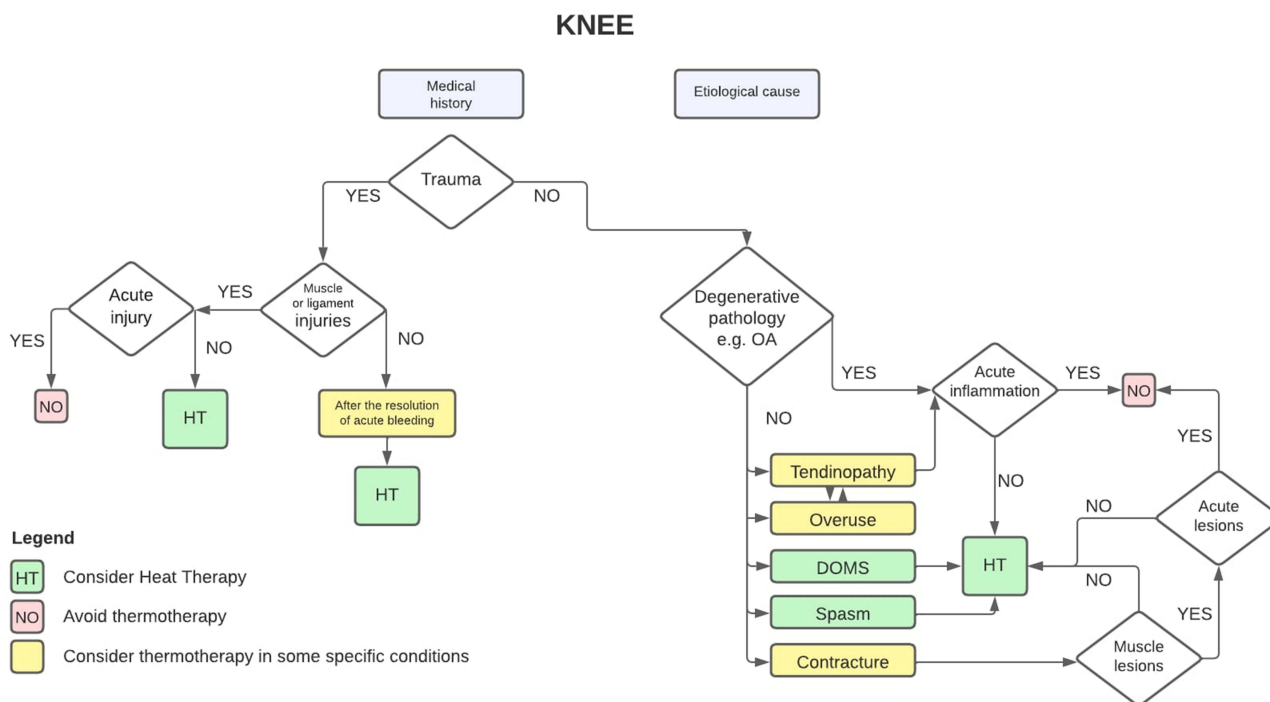 KNEE
Medical
history
Etiological cause
Trauma
YES
NO
Acute
injury
YES
Muscle
or ligament
injuries
YES
NO
NO
NO
HT
After the resolution
of acute bleeding
HT
Degenerative
pathology
e.g. OA
YES
NO
Acute
inflammation
YES
NO
NO
Tendinopathy
Overuse
DOMS
Spasm
Contracture
HT
YES
NO
Acute
lesions
NO
YES
Muscle
lesions
Legend
HT
Consider Heat Therapy
NO
Avoid thermotherapy
Consider thermotherapy in some specific conditions